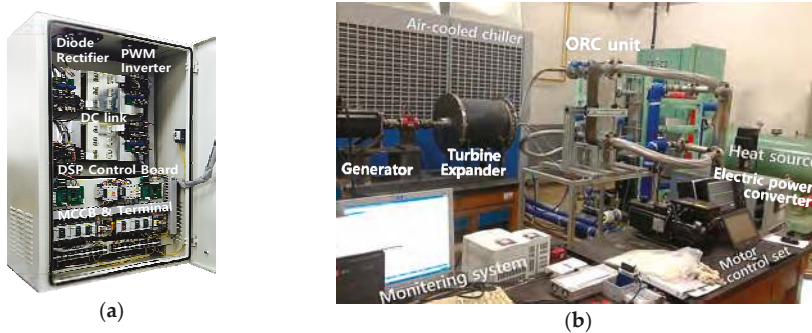 Diode
Rectifier
PWM
Inverter
DC link
DSP Control Board
MCCB & Terminal
(a)
Air-cooled chiller
ORC unit
Generator
Turbine
Expander
Heat source
Electric power
converter
Monitering system
Motor
control set
(b)